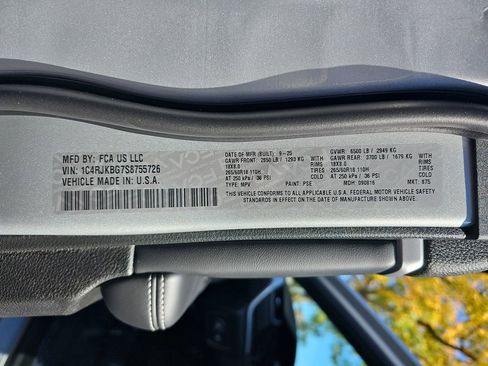 MFD BY: FCA US LLC
VIN: 1C4RJKBG7S8755726
VEHICLE MADE IN U.S.A.
DATE OF MFR (BUILT) 9-25 GVWR: 6500 LB / 2949 KG
GAWR FRONT: 2850 LB / 1293 KG GAWR REAR: 3700 LB / 1679 KG
18X8.0 RIMS 18X8.0 RIMS
265/60R18 110H TIRES 265/60R18 110H TIRES
AT 250 kPa / 36 PSI COLD AT 250 kPa / 36 PSI COLD
TYPE: MPV PAINT: PSE MDH: 090816 MKT: 875
THIS VEHICLE CONFORMS TO ALL APPLICABLE U.S.A. FEDERAL MOTOR VEHICLE SAFETY
STANDARDS IN EFFECT ON THE DATE OF MANUFACTURE SHOWN ABOVE.